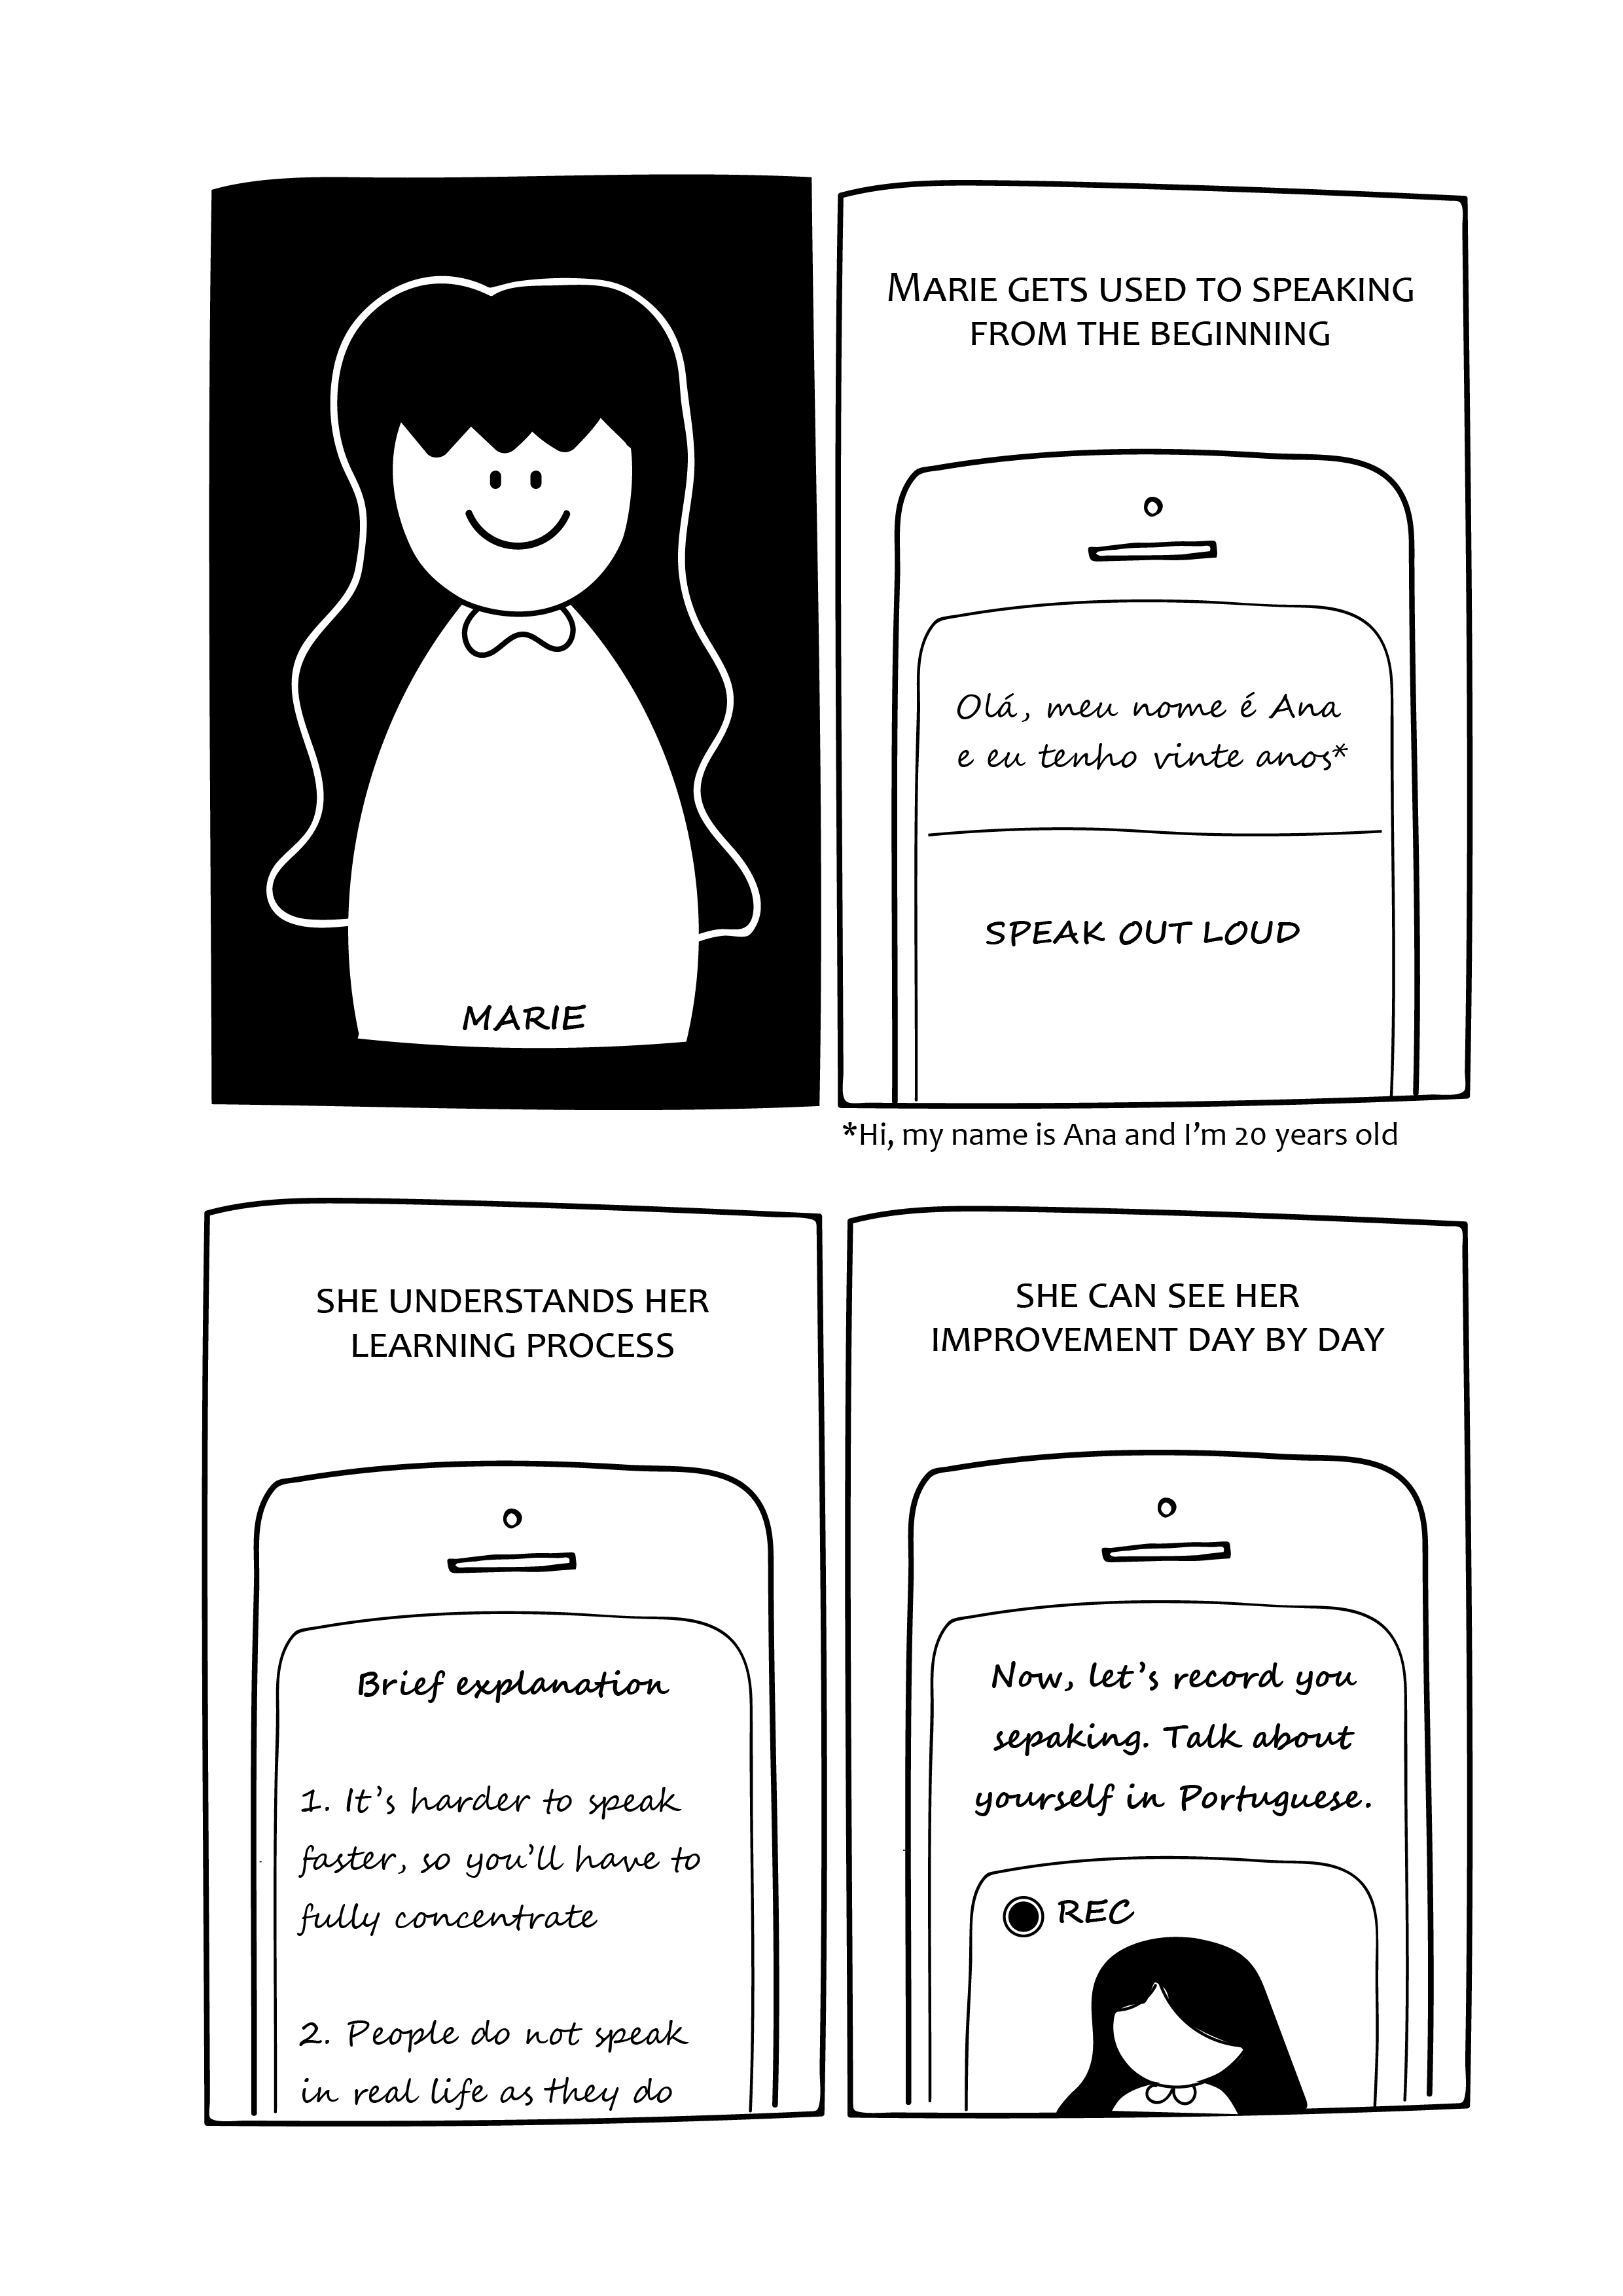 MARIE
MARIE GETS USED TO SPEAKING
FROM THE BEGINNING
Olá, meu nome é Ana
e eu tenho vinte anos*
SPEAK OUT LOUD
*Hi, my name is Ana and I'm 20 years old
SHE UNDERSTANDS HER
LEARNING PROCESS
Brief explanation
1. It's harder to speak
faster, so you'll have to
fully concentrate
2. People do not speak
in real life as they do
SHE CAN SEE HER
IMPROVEMENT DAY BY DAY
Now, let's record you
sepaking. Talk about
yourself in Portuguese.
REC